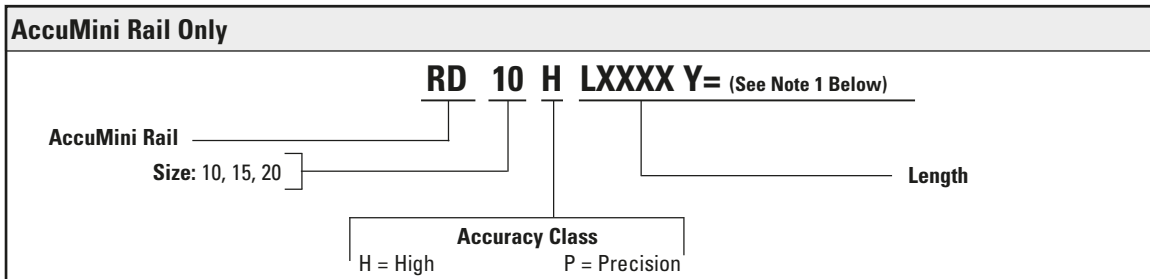 AccuMini Rail Only
RD 10 H LXXXX Y= (See Note 1 Below)
AccuMini Rail
Size: 10, 15, 20
Length
Accuracy Class
H = High P = Precision